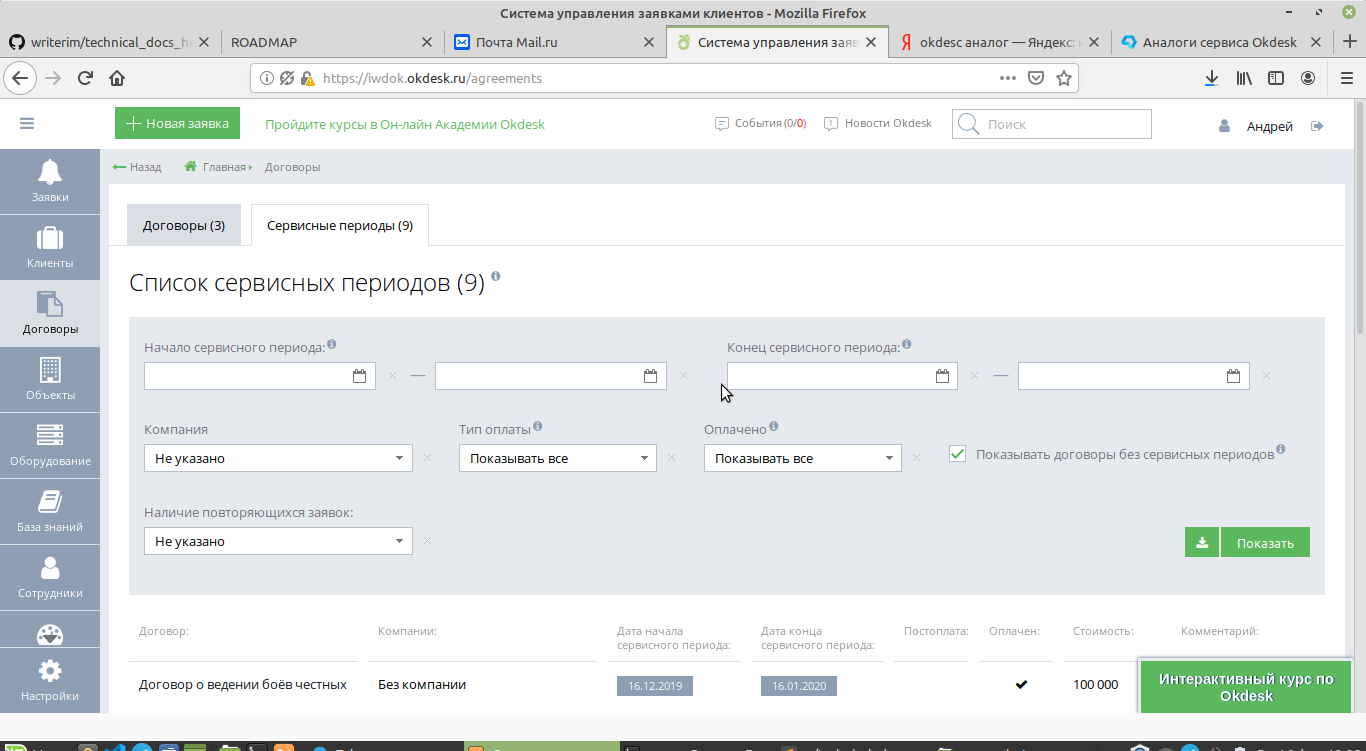 Система управления заявками клиентов - Mozilla Firefox
writerim/technical_docs_he
ROADMAP
Почта Mail.ru
Система управления заяв
okdesc аналог — Яндекс:
Аналоги сервиса Okdesk
https://iwdok.okdesk.ru/agreements
Новая заявка
Пройдите курсы в Он-лайн Академии Okdesk
События (0/0)
Новости Okdesk
Поиск
Андрей
Назад
Главная
Договоры
Заявки
Клиенты
Договоры
Объекты
Оборудование
База знаний
Сотрудники
Настройки
Договоры (3)
Сервисные периоды (9)
Список сервисных периодов (9)
Начало сервисного периода:
—
Конец сервисного периода:
—
Компания
Не указано
Тип оплаты
Показывать все
Оплачено
Показывать все
Показывать договоры без сервисных периодов
Наличие повторяющихся заявок:
Не указано
Показать
Договор:
Компании:
Дата начала
сервисного периода:
Дата конца
сервисного периода:
Постоплата:
Оплачен:
Стоимость:
Комментарий:
Договор о ведении боёв честных
Без компании
16.12.2019
16.01.2020
100 000
Интерактивный курс по
Okdesk